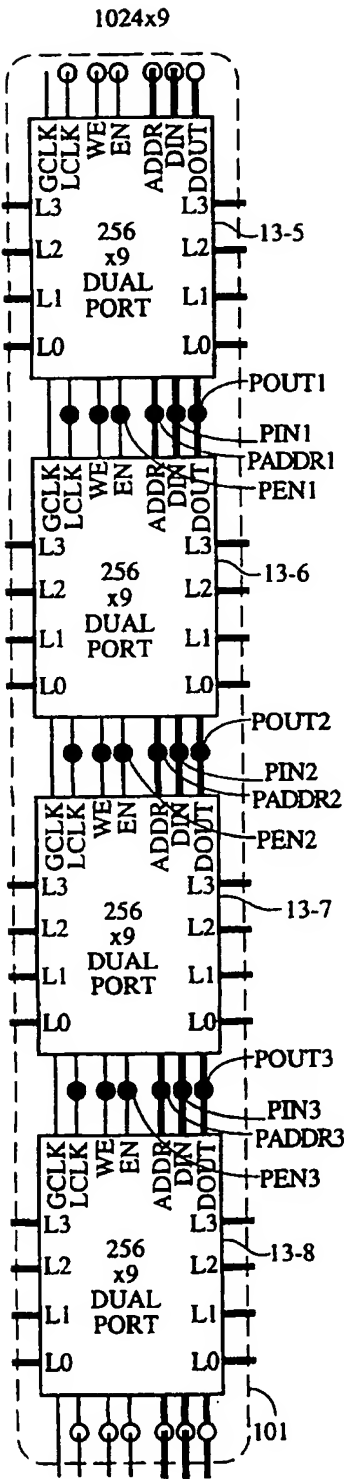 1024x9
GCLK LCLK WE EN ADDR DIN DOUT
L3 L3
256 13-5
L2 x9 L2
DUAL
L1 PORT L1
L0 L0
POUT1
PIN1
PADDR1
PEN1
GCLK LCLK WE EN ADDR DIN DOUT
L3 L3
256 13-6
L2 x9 L2
DUAL
L1 PORT L1
L0 L0
POUT2
PIN2
PADDR2
PEN2
GCLK LCLK WE EN ADDR DIN DOUT
L3 L3
256 13-7
L2 x9 L2
DUAL
L1 PORT L1
L0 L0
POUT3
PIN3
PADDR3
PEN3
GCLK LCLK WE EN ADDR DIN DOUT
L3 L3
256 13-8
L2 x9 L2
DUAL
L1 PORT L1
L0 L0
101